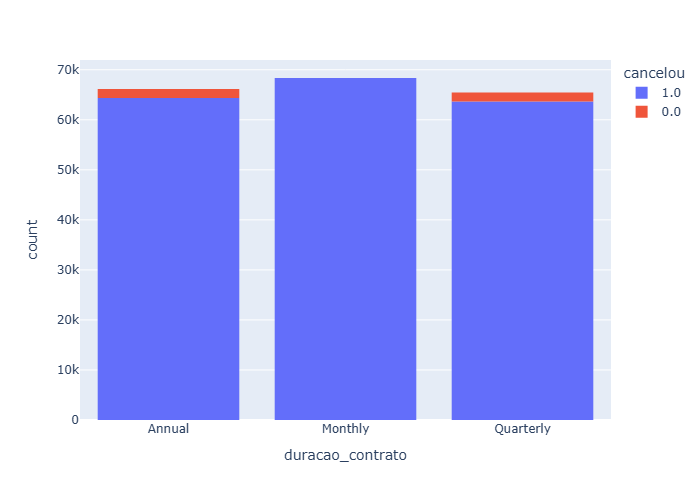 cancelou
1.0
0.0
count
70k
60k
50k
40k
30k
20k
10k
0
Annual
Monthly
Quarterly
duracao_contrato